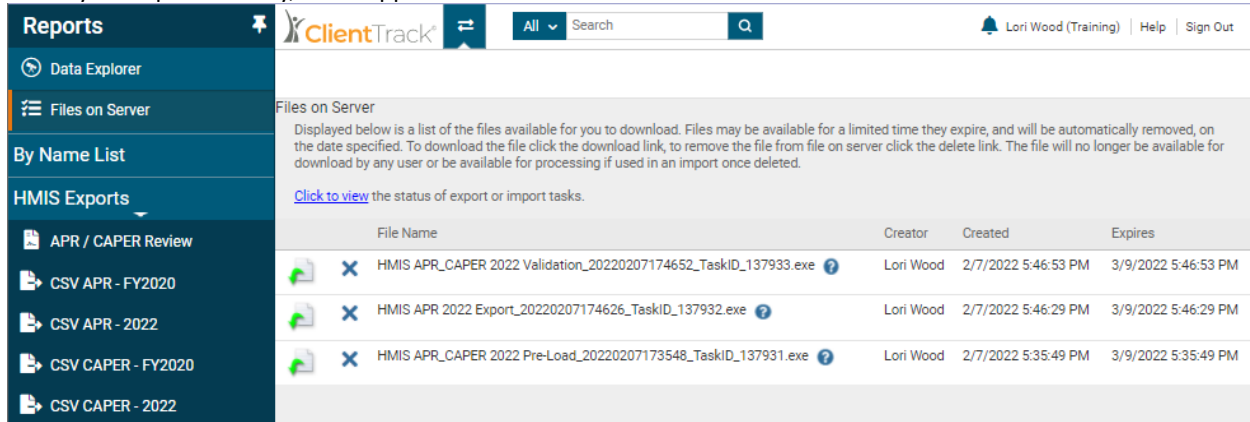 Reports
ClientTrack
All
Search
Lori Wood (Training) | Help | Sign Out
Data Explorer
Files on Server
By Name List
HMIS Exports
APR / CAPER Review
CSV APR - FY2020
CSV APR - 2022
CSV CAPER - FY2020
CSV CAPER - 2022
Files on Server
Displayed below is a list of the files available for you to download. Files may be available for a limited time they expire, and will be automatically removed, on
the date specified. To download the file click the download link, to remove the file from file on server click the delete link. The file will no longer be available for
download by any user or be available for processing if used in an import once deleted.
Click to view the status of export or import tasks.
File Name Creator Created Expires
HMIS APR_CAPER 2022 Validation_20220207174652_TaskID_137933.exe Lori Wood 2/7/2022 5:46:53 PM 3/9/2022 5:46:53 PM
HMIS APR 2022 Export_20220207174626_TaskID_137932.exe Lori Wood 2/7/2022 5:46:29 PM 3/9/2022 5:46:29 PM
HMIS APR_CAPER 2022 Pre-Load_20220207173548_TaskID_137931.exe Lori Wood 2/7/2022 5:35:49 PM 3/9/2022 5:35:49 PM